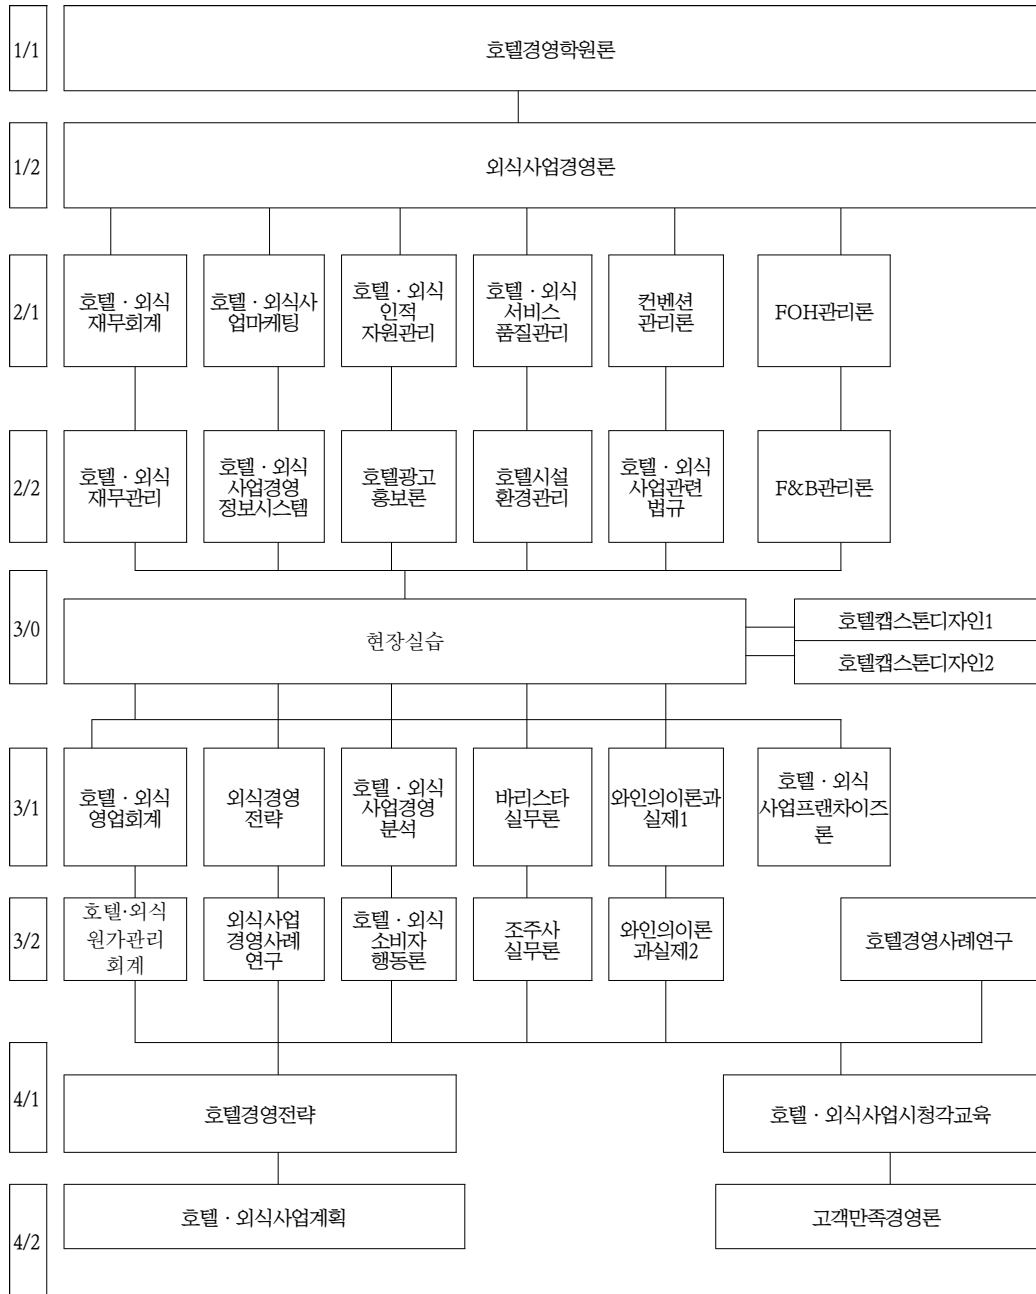 1/1
호텔경영학원론
1/2
외식사업경영론
2/1
호텔 · 외식
재무회계
호텔 · 외식사
업마케팅
호텔 · 외식
인적
자원관리
호텔 · 외식
서비스
품질관리
컨벤션
관리론
FOH관리론
2/2
호텔 · 외식
재무관리
호텔 · 외식
사업경영
정보시스템
호텔광고
홍보론
호텔시설
환경관리
호텔 · 외식
사업관련
법규
F&B관리론
3/0
현장실습
호텔캡스톤디자인1
호텔캡스톤디자인2
3/1
호텔 · 외식
영업회계
외식경영
전략
호텔 · 외식
사업경영
분석
바리스타
실무론
와인의이론과
실제1
호텔 · 외식
사업프랜차이즈
론
3/2
호텔·외식
원가관리
회계
외식사업
경영사례
연구
호텔 · 외식
소비자
행동론
조주사
실무론
와인의이론
과실제2
호텔경영사례연구
4/1
호텔경영전략
호텔 · 외식사업시청각교육
4/2
호텔 · 외식사업계획
고객만족경영론